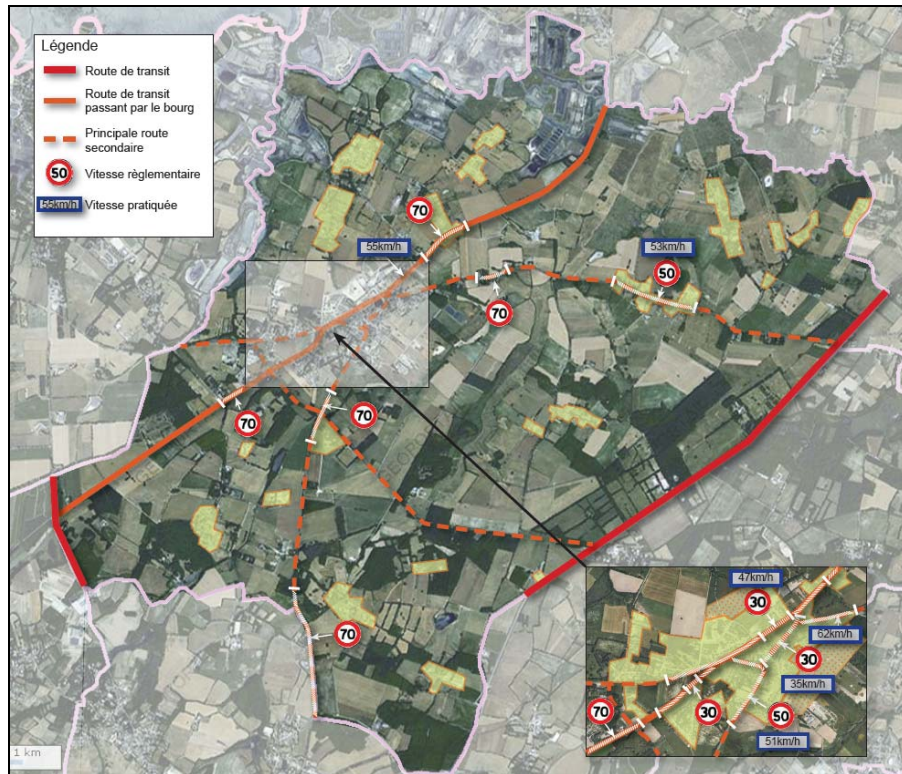 Légende
Route de transit
Route de transit
passant par le bourg
Principale route
secondaire
50
Vitesse règlementaire
55km/h
Vitesse pratiquée
70
55km/h
53km/h
50
70
70
70
70
47km/h
30
62km/h
30
35km/h
70
30
50
51km/h
1 km